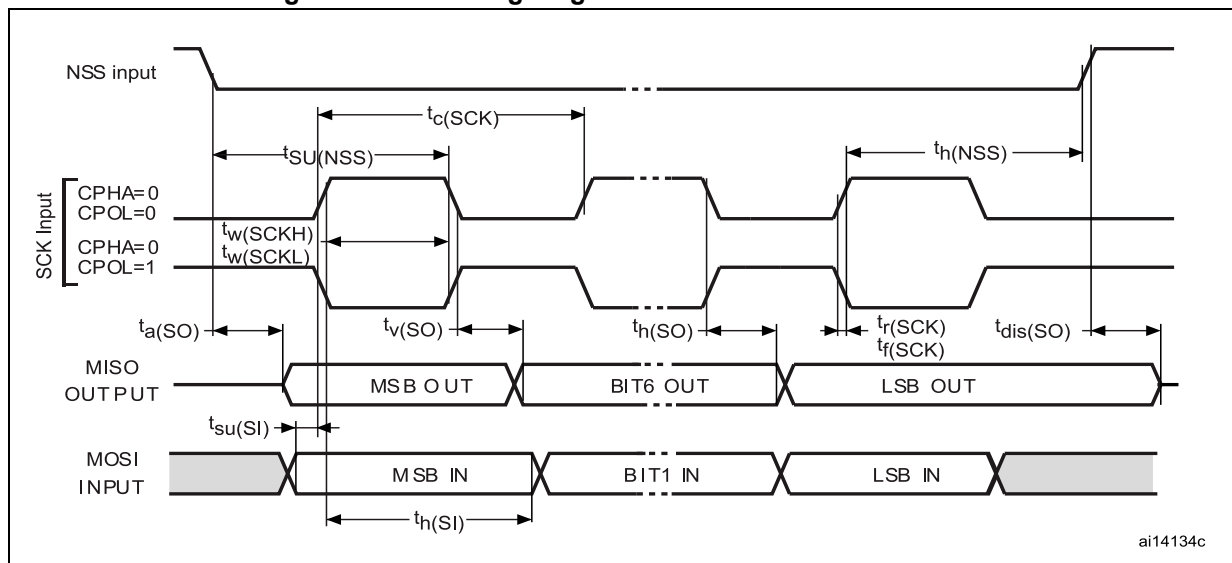 NSS input
tc(SCK)
tSU(NSS)
th(NSS)
SCK Input
CPHA=0
CPOL=0
CPHA=0
CPOL=1
tw(SCKH)
tw(SCKL)
ta(SO)
tv(SO)
th(SO)
tr(SCK)
tf(SCK)
tdis(SO)
MISO
OUTPUT
MSB OUT
BIT6 OUT
LSB OUT
tsu(SI)
MOSI
INPUT
MSB IN
BIT1 IN
LSB IN
th(SI)
ai14134c